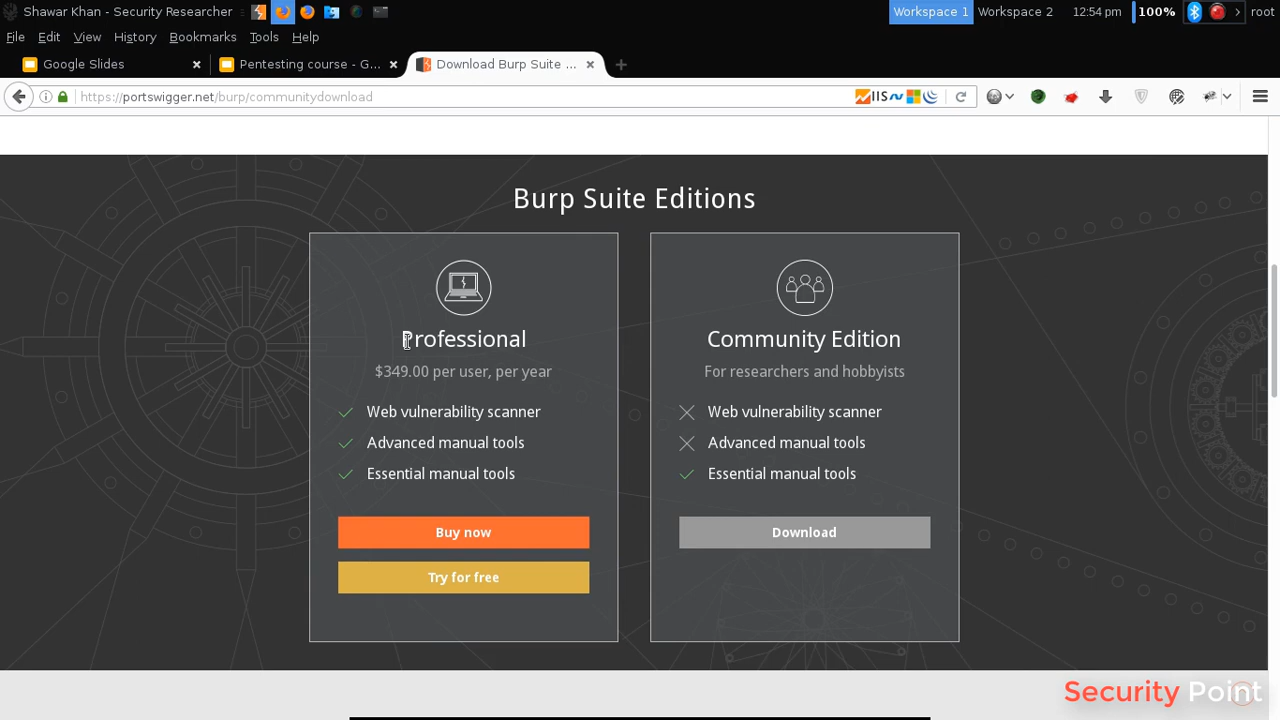 Shawar Khan - Security Researcher
Workspace 1 Workspace 2 12:54 pm 100% root
File Edit View History Bookmarks Tools Help
Google Slides Pentesting course - G... Download Burp Suite ...
https://portswigger.net/burp/communitydownload IIS
Burp Suite Editions
Professional
$349.00 per user, per year
Web vulnerability scanner
Advanced manual tools
Essential manual tools
Buy now
Try for free
Community Edition
For researchers and hobbyists
Web vulnerability scanner
Advanced manual tools
Essential manual tools
Download
Security Point